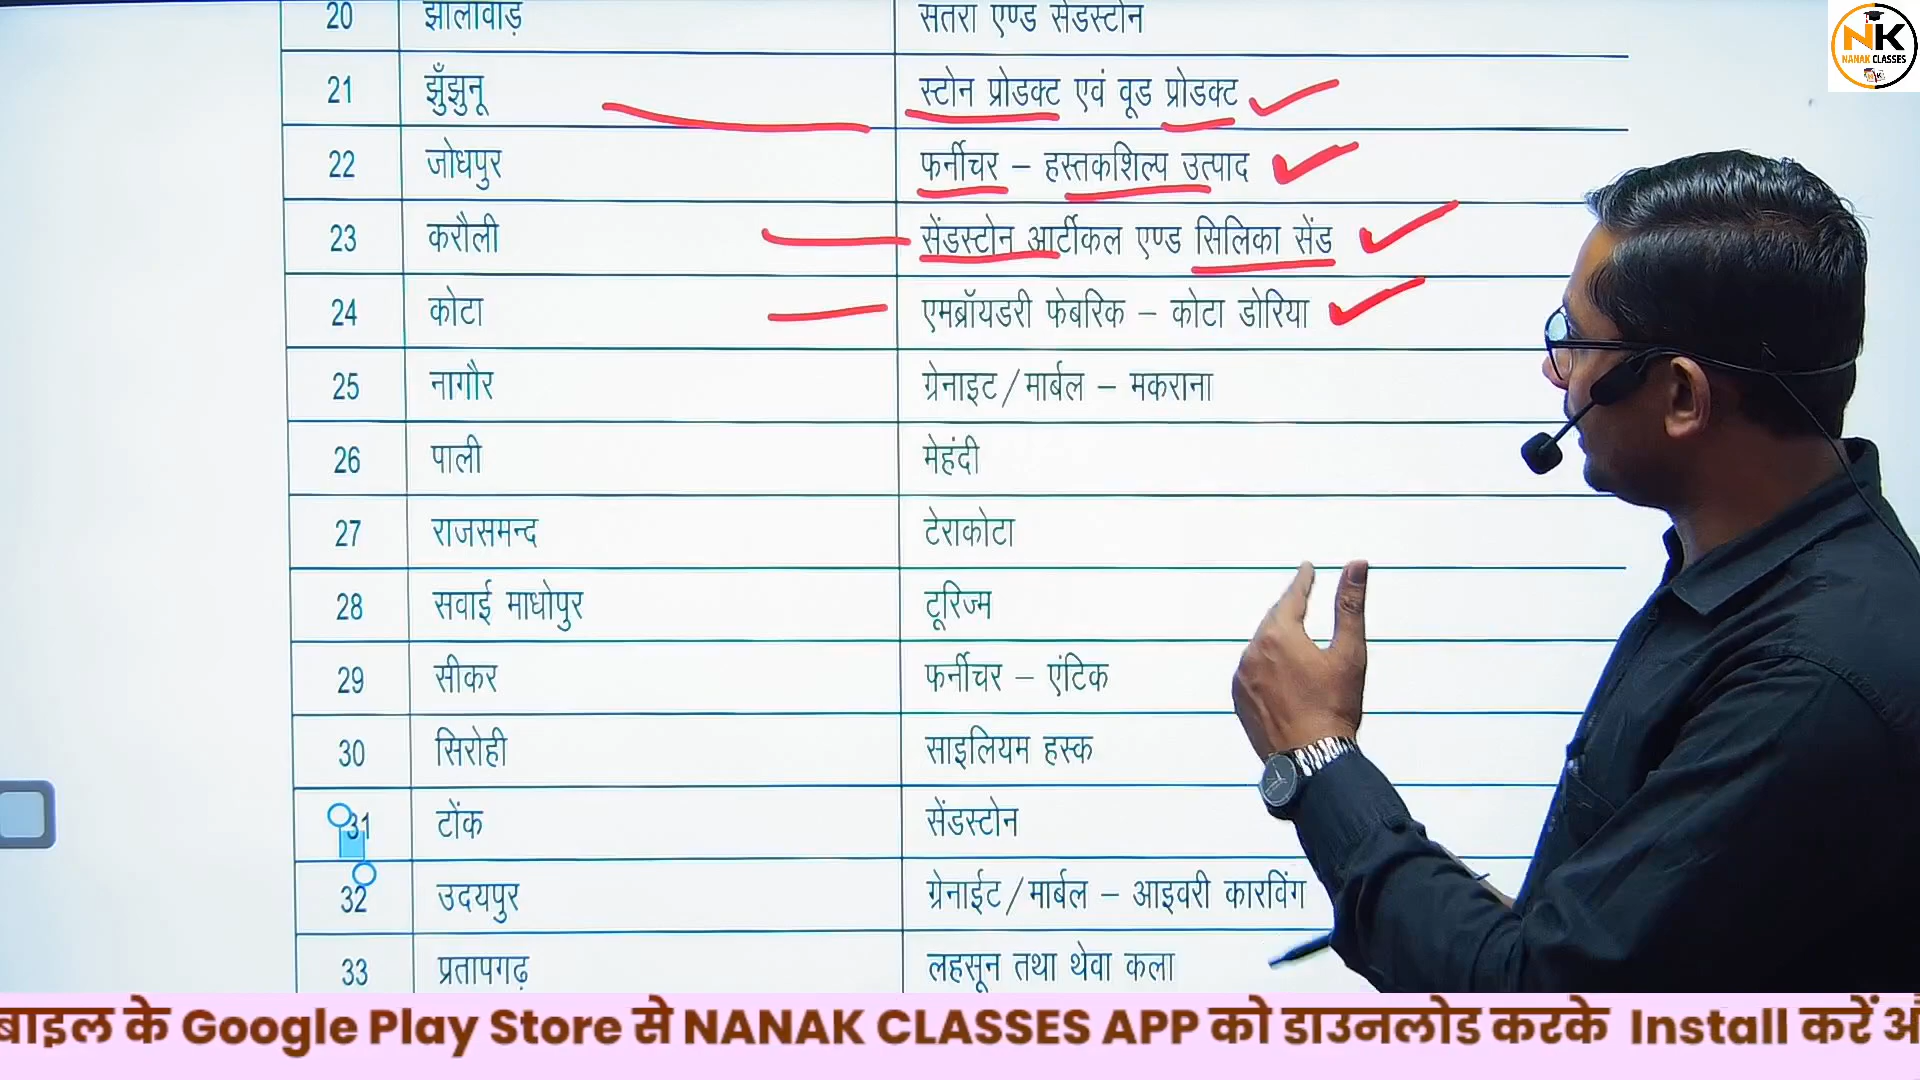 20 झालावाड़ सतरा एण्ड सेंडस्टोन
21 झुँझुनू स्टोन प्रोडक्ट एवं वूड प्रोडक्ट
22 जोधपुर फर्नीचर – हस्तकशिल्प उत्पाद
23 करौली सेंडस्टोन आर्टीकल एण्ड सिलिका सेंड
24 कोटा एमब्रॉयडरी फेबरिक – कोटा डोरिया
25 नागौर ग्रेनाइट/मार्बल – मकराना
26 पाली मेहंदी
27 राजसमन्द टेराकोटा
28 सवाई माधोपुर टूरिज्म
29 सीकर फर्नीचर – एंटिक
30 सिरोही साइलियम हस्क
31 टोंक सेंडस्टोन
32 उदयपुर ग्रेनाईट/मार्बल – आइवरी कारविंग
33 प्रतापगढ़ लहसून तथा थेवा कला
NK
NANAK CLASSES
बाइल के Google Play Store से NANAK CLASSES APP को डाउनलोड करके Install करें